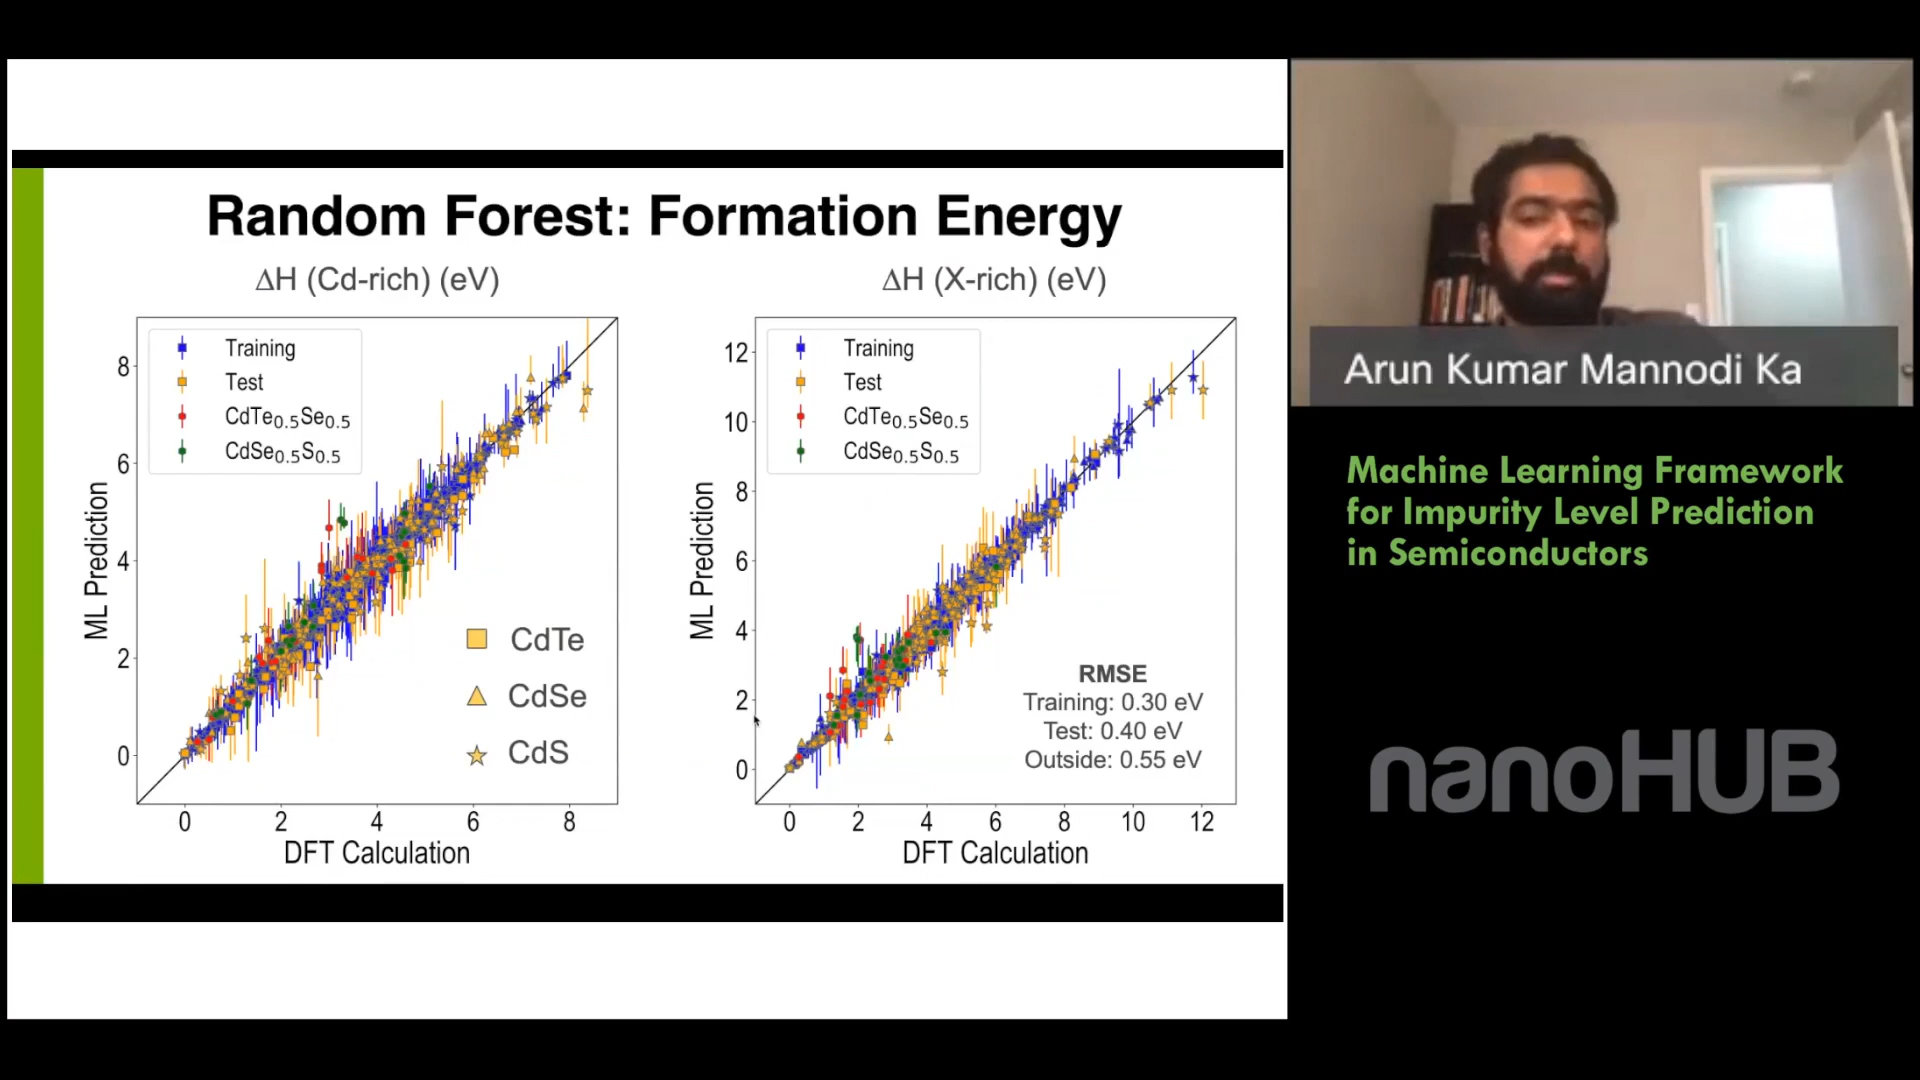 Random Forest: Formation Energy
ΔH (Cd-rich) (eV)
Training
Test
CdTe0.5Se0.5
CdSe0.5S0.5
8
6
4
2
0
ML Prediction
CdTe
CdSe
CdS
0 2 4 6 8
DFT Calculation
ΔH (X-rich) (eV)
Training
Test
CdTe0.5Se0.5
CdSe0.5S0.5
12
10
8
6
4
2
0
ML Prediction
RMSE
Training: 0.30 eV
Test: 0.40 eV
Outside: 0.55 eV
0 2 4 6 8 10 12
DFT Calculation
Arun Kumar Mannodi Ka
Machine Learning Framework
for Impurity Level Prediction
in Semiconductors
nanoHUB